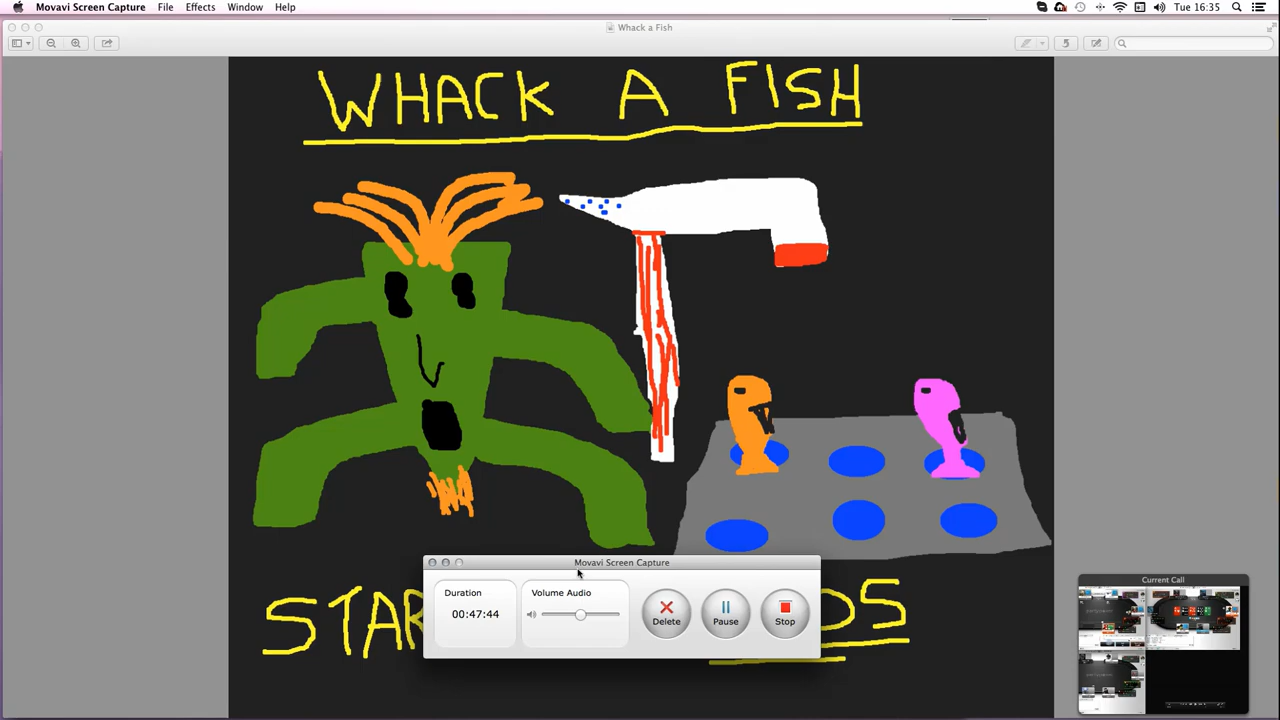 Movavi Screen Capture File Effects Window Help Tue 16:35
Whack a Fish
WHACK A FISH
Movavi Screen Capture
Duration
Volume Audio
00:47:44
Delete
Pause
Stop
Current Call